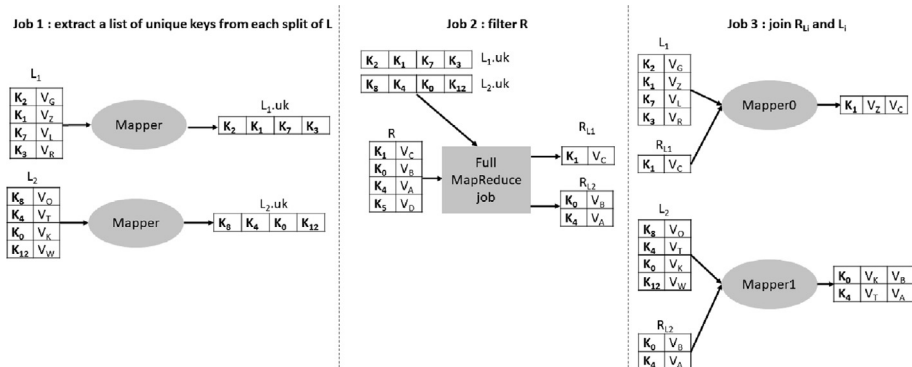 Job 1 : extract a list of unique keys from each split of L
L1
K2 VG
K1 VZ
K7 VL
K3 VR
Mapper
L1.uk
K2 K1 K7 K3
L2
K8 VO
K4 VT
K0 VK
K12 VW
Mapper
L2.uk
K8 K4 K0 K12
Job 2 : filter R
K2 K1 K7 K3 L1.uk
K8 K4 K0 K12 L2.uk
R
K1 VC
K0 VB
K4 VA
K5 VD
Full
MapReduce
job
RL1
K1 VC
RL2
K0 VB
K4 VA
Job 3 : join RLi and Li
L1
K2 VG
K1 VZ
K7 VL
K3 VR
RL1
K1 VC
Mapper0
K1 VZ VC
L2
K8 VO
K4 VT
K0 VK
K12 VW
RL2
K0 VB
K4 VA
Mapper1
K0 VK VB
K4 VT VA